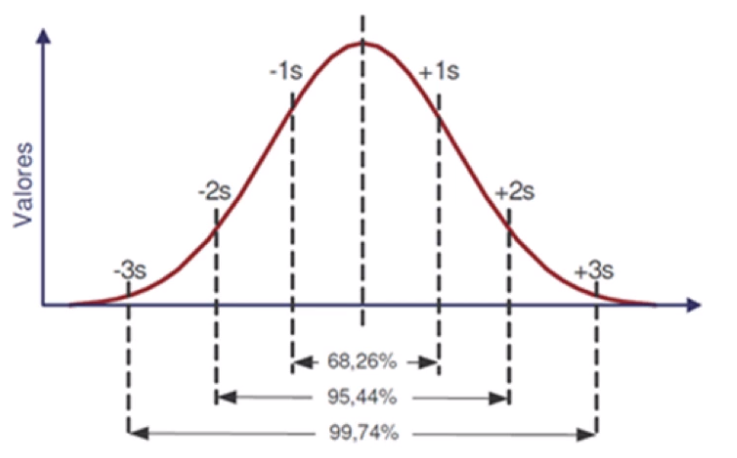 -1s
+1s
Valores
-2s
+2s
-3s
+3s
68,26%
95,44%
99,74%